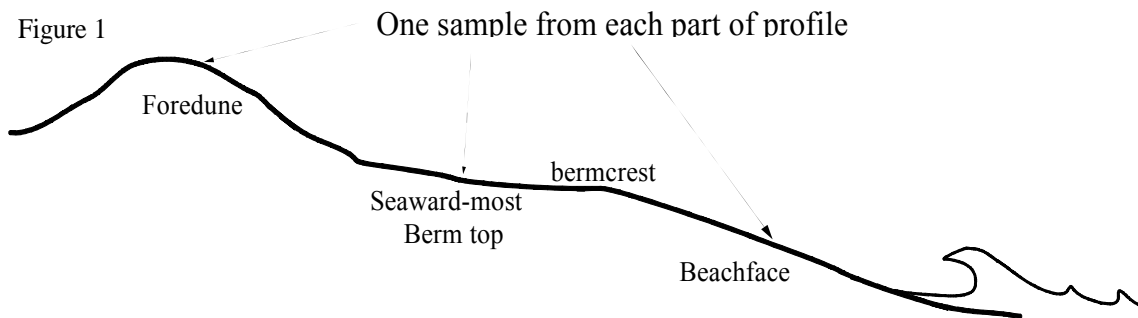 Figure 1
One sample from each part of profile
Foredune
bermcrest
Seaward-most
Berm top
Beachface